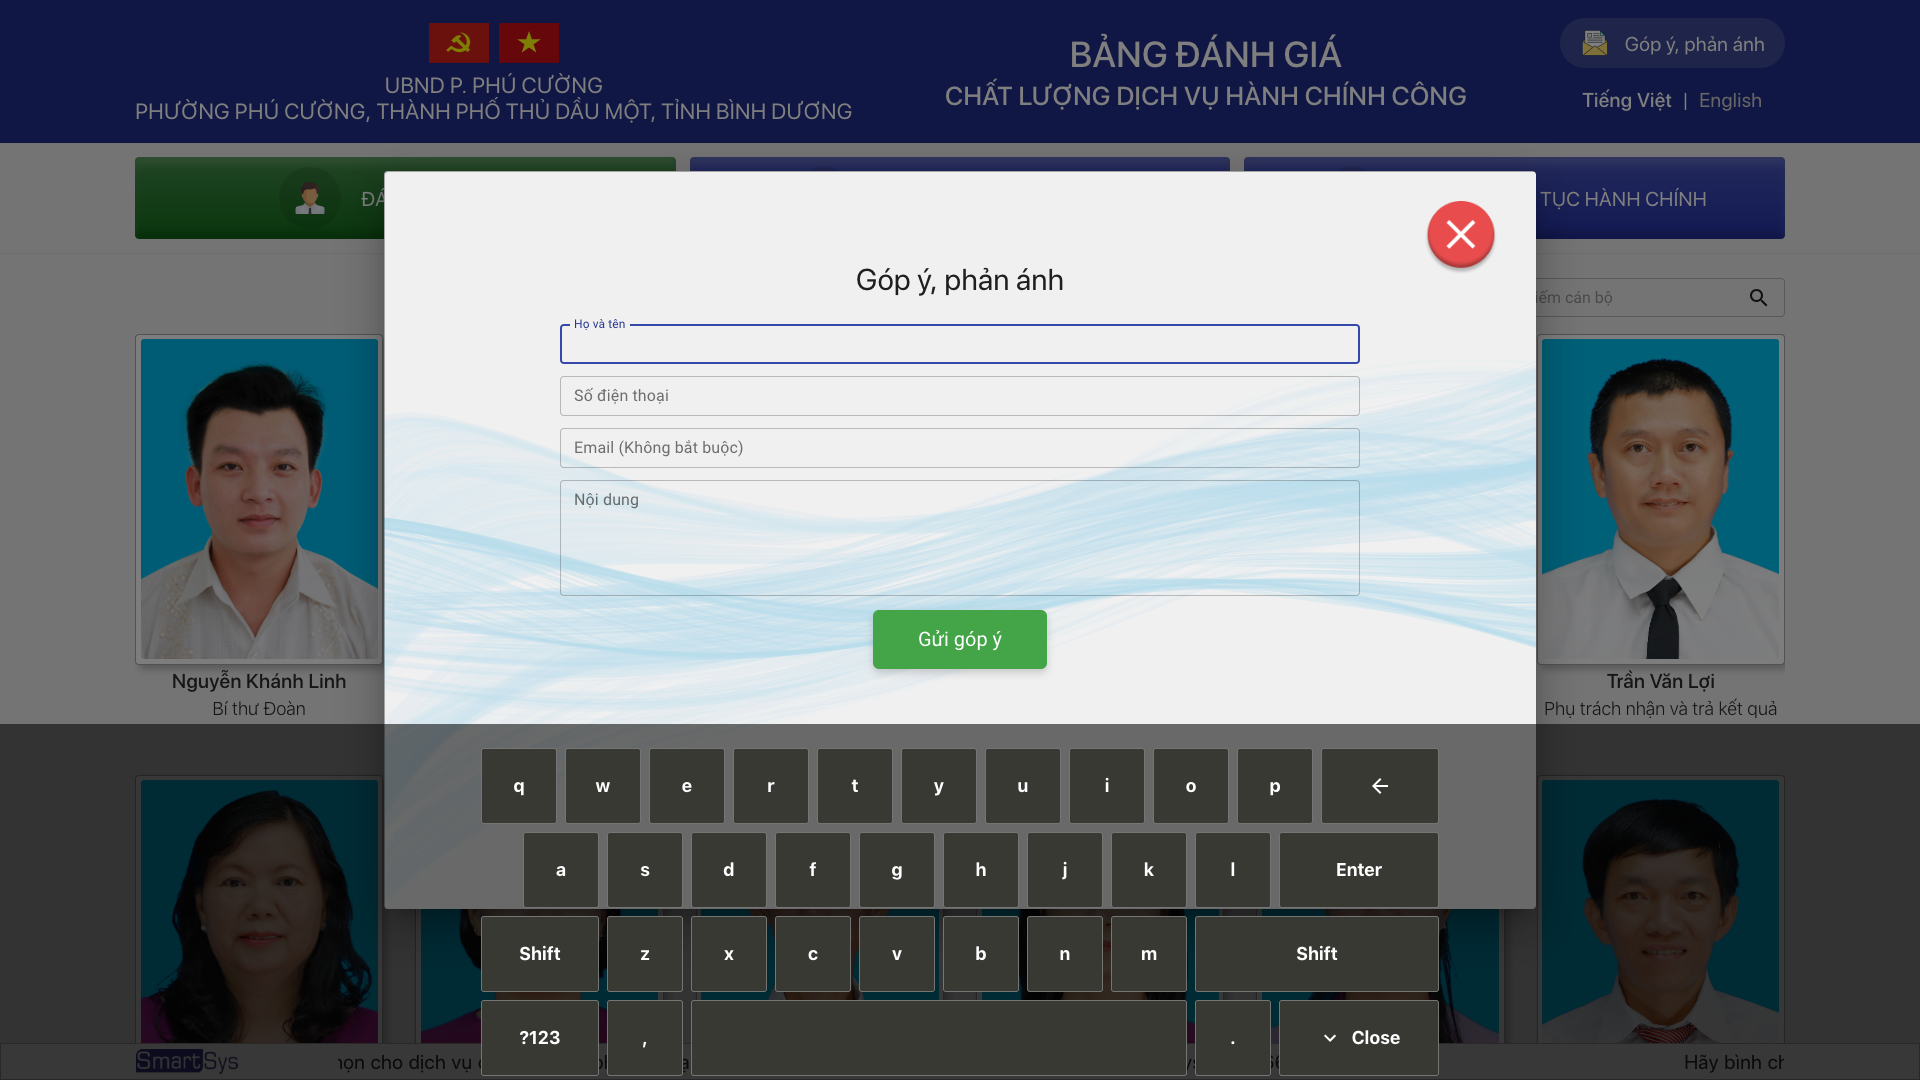 UBND P. PHÚ CƯỜNG
PHƯỜNG PHÚ CƯỜNG, THÀNH PHỐ THỦ DẦU MỘT, TỈNH BÌNH DƯƠNG
BẢNG ĐÁNH GIÁ
CHẤT LƯỢNG DỊCH VỤ HÀNH CHÍNH CÔNG
Góp ý, phản ánh
Tiếng Việt | English
TỤC HÀNH CHÍNH
Góp ý, phản ánh
cán bộ
Họ và tên
Số điện thoại
Email (Không bắt buộc)
Nội dung
Gửi góp ý
Nguyễn Khánh Linh
Bí thư Đoàn
Trần Văn Lợi
Phụ trách nhận và trả kết quả
q w e r t y u i o p
a s d f g h j k l Enter
Shift z x c v b n m Shift
?123 , . Close
SmartSys
cho dịch vụ
Hãy bình